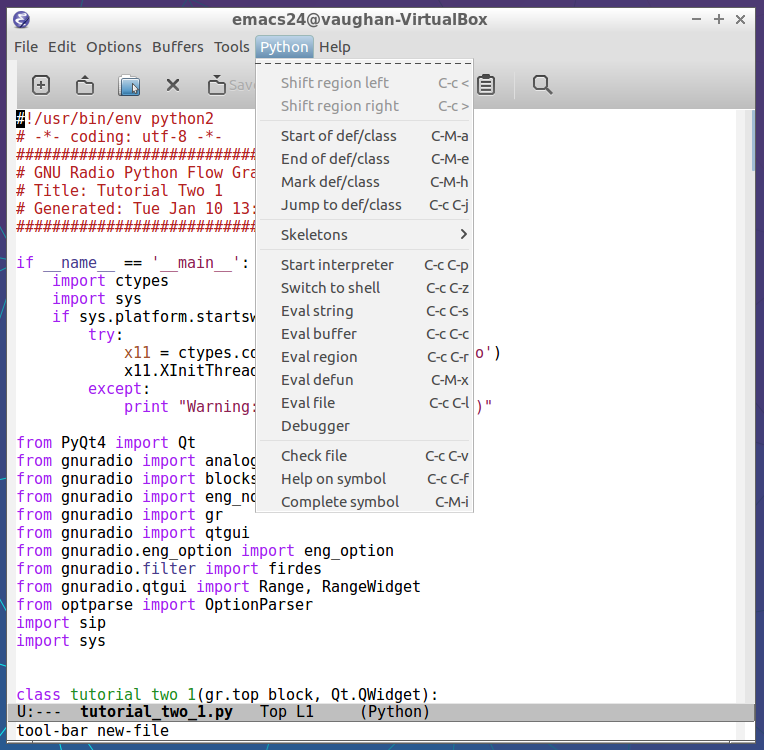 emacs24@vaughan-VirtualBox
File Edit Options Buffers Tools Python Help
Save
Shift region left C-c <
Shift region right C-c >
Start of def/class C-M-a
End of def/class C-M-e
Mark def/class C-M-h
Jump to def/class C-c C-j
Skeletons
Start interpreter C-c C-p
Switch to shell C-c C-z
Eval string C-c C-s
Eval buffer C-c C-c
Eval region C-c C-r
Eval defun C-M-x
Eval file C-c C-l
Debugger
Check file C-c C-v
Help on symbol C-c C-f
Complete symbol C-M-i
#!/usr/bin/env python2
# -*- coding: utf-8 -*-
###########################
# GNU Radio Python Flow Gra
# Title: Tutorial Two 1
# Generated: Tue Jan 10 13:
###########################
if __name__ == '__main__':
    import ctypes
    import sys
    if sys.platform.startsw
        try:
            x11 = ctypes.co o')
            x11.XInitThread
        except:
            print "Warning: )"
from PyQt4 import Qt
from gnuradio import analog
from gnuradio import blocks
from gnuradio import eng_no
from gnuradio import gr
from gnuradio import qtgui
from gnuradio.eng_option import eng_option
from gnuradio.filter import firdes
from gnuradio.qtgui import Range, RangeWidget
from optparse import OptionParser
import sip
import sys
class tutorial_two_1(gr.top_block, Qt.QWidget):
U:--- tutorial_two_1.py Top L1 (Python)
tool-bar new-file